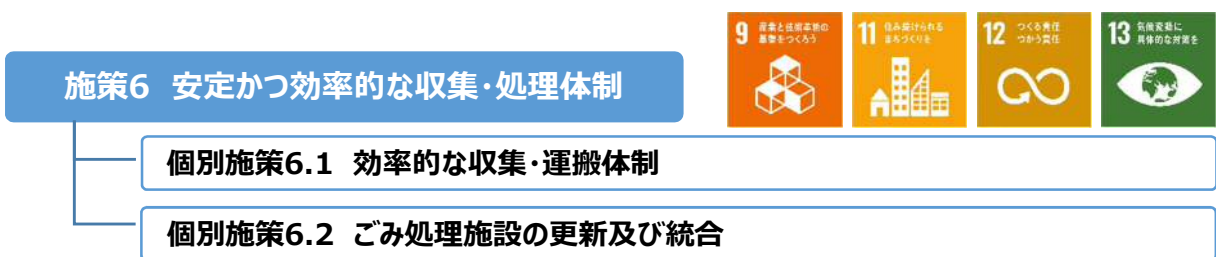 9 産業と技術革新の
基盤をつくろう
11 住み続けられる
まちづくりを
12 つくる責任
つかう責任
13 気候変動に
具体的な対策を
施策6 安定かつ効率的な収集・処理体制
個別施策6.1 効率的な収集・運搬体制
個別施策6.2 ごみ処理施設の更新及び統合